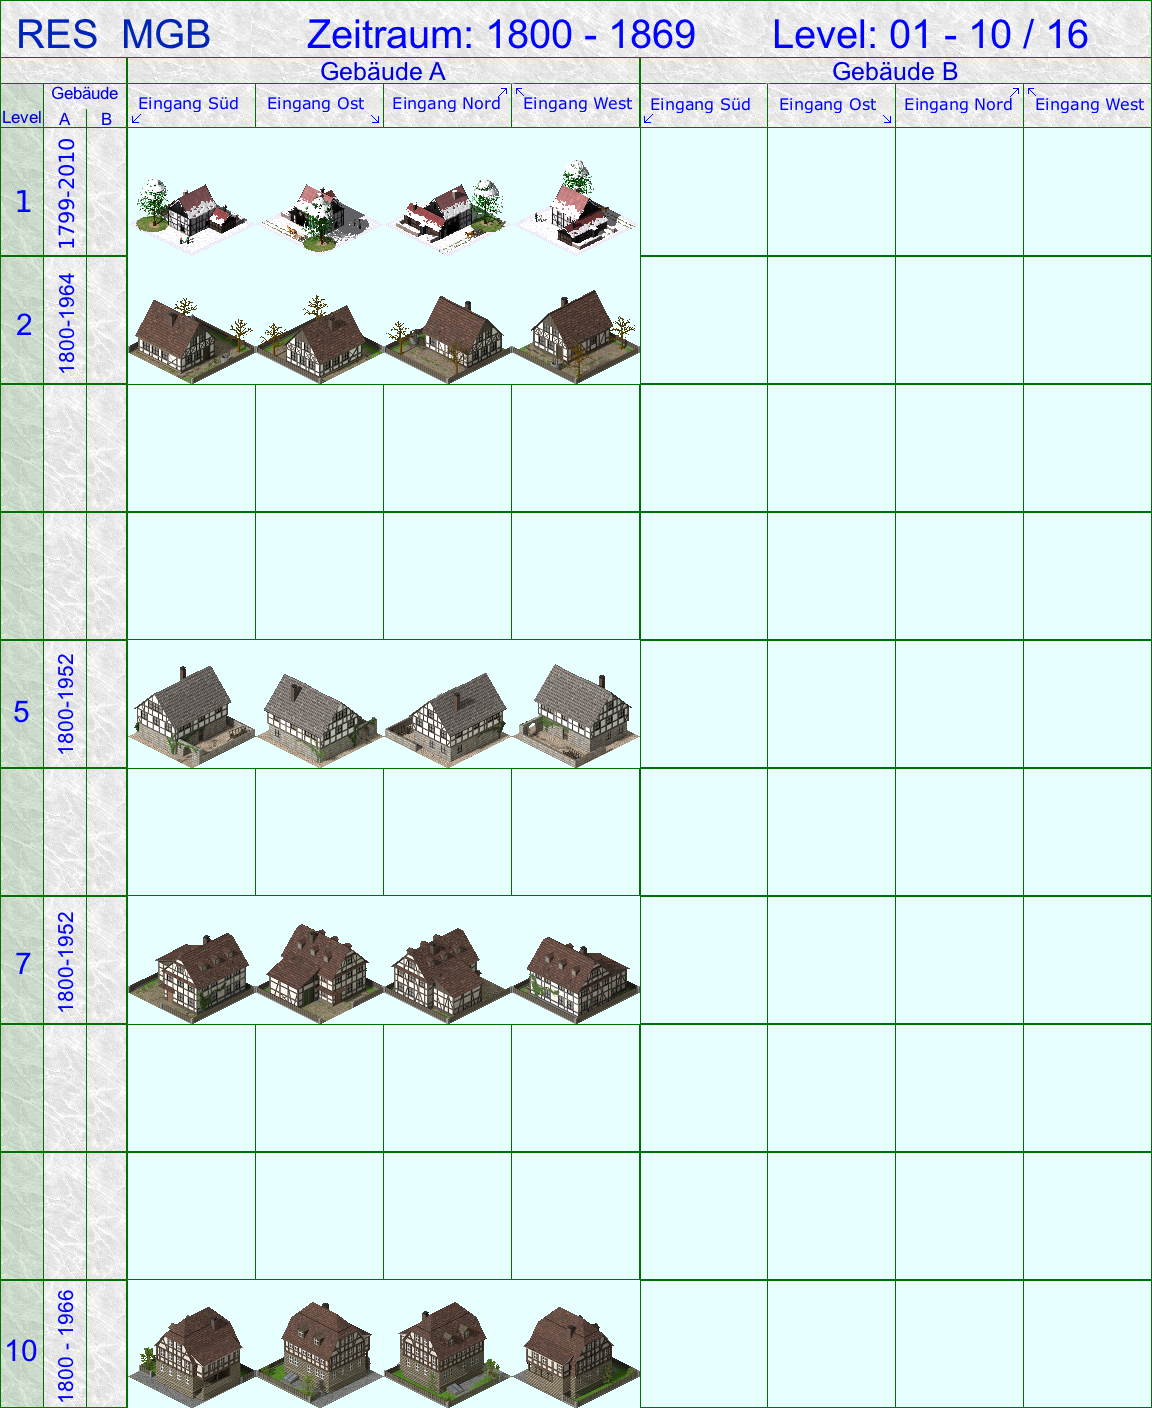 RES MGB Zeitraum: 1800 - 1869 Level: 01 - 10 / 16
Gebäude A Gebäude B
Gebäude
Eingang Süd Eingang Ost Eingang Nord Eingang West Eingang Süd Eingang Ost Eingang Nord Eingang West
Level A B
1 1799-2010
2 1800-1964
5 1800-1952
7 1800-1952
10 1800 - 1966